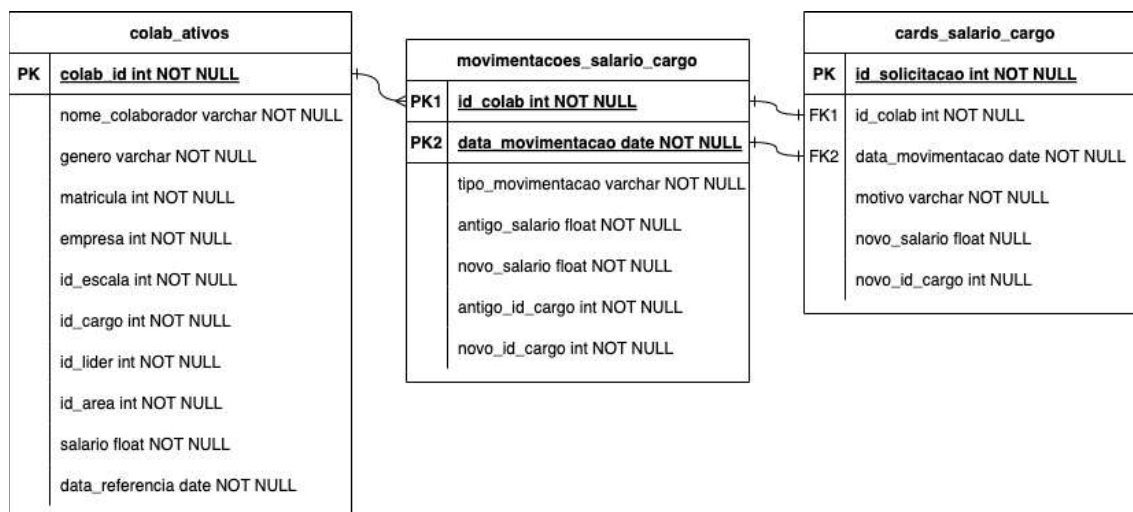 colab_ativos
PK colab_id int NOT NULL
nome_colaborador varchar NOT NULL
genero varchar NOT NULL
matricula int NOT NULL
empresa int NOT NULL
id_escala int NOT NULL
id_cargo int NOT NULL
id_lider int NOT NULL
id_area int NOT NULL
salario float NOT NULL
data_referencia date NOT NULL
movimentacoes_salario_cargo
PK1 id_colab int NOT NULL
PK2 data_movimentacao date NOT NULL
tipo_movimentacao varchar NOT NULL
antigo_salario float NOT NULL
novo_salario float NOT NULL
antigo_id_cargo int NOT NULL
novo_id_cargo int NOT NULL
cards_salario_cargo
PK id_solicitacao int NOT NULL
FK1 id_colab int NOT NULL
FK2 data_movimentacao date NOT NULL
motivo varchar NOT NULL
novo_salario float NULL
novo_id_cargo int NULL